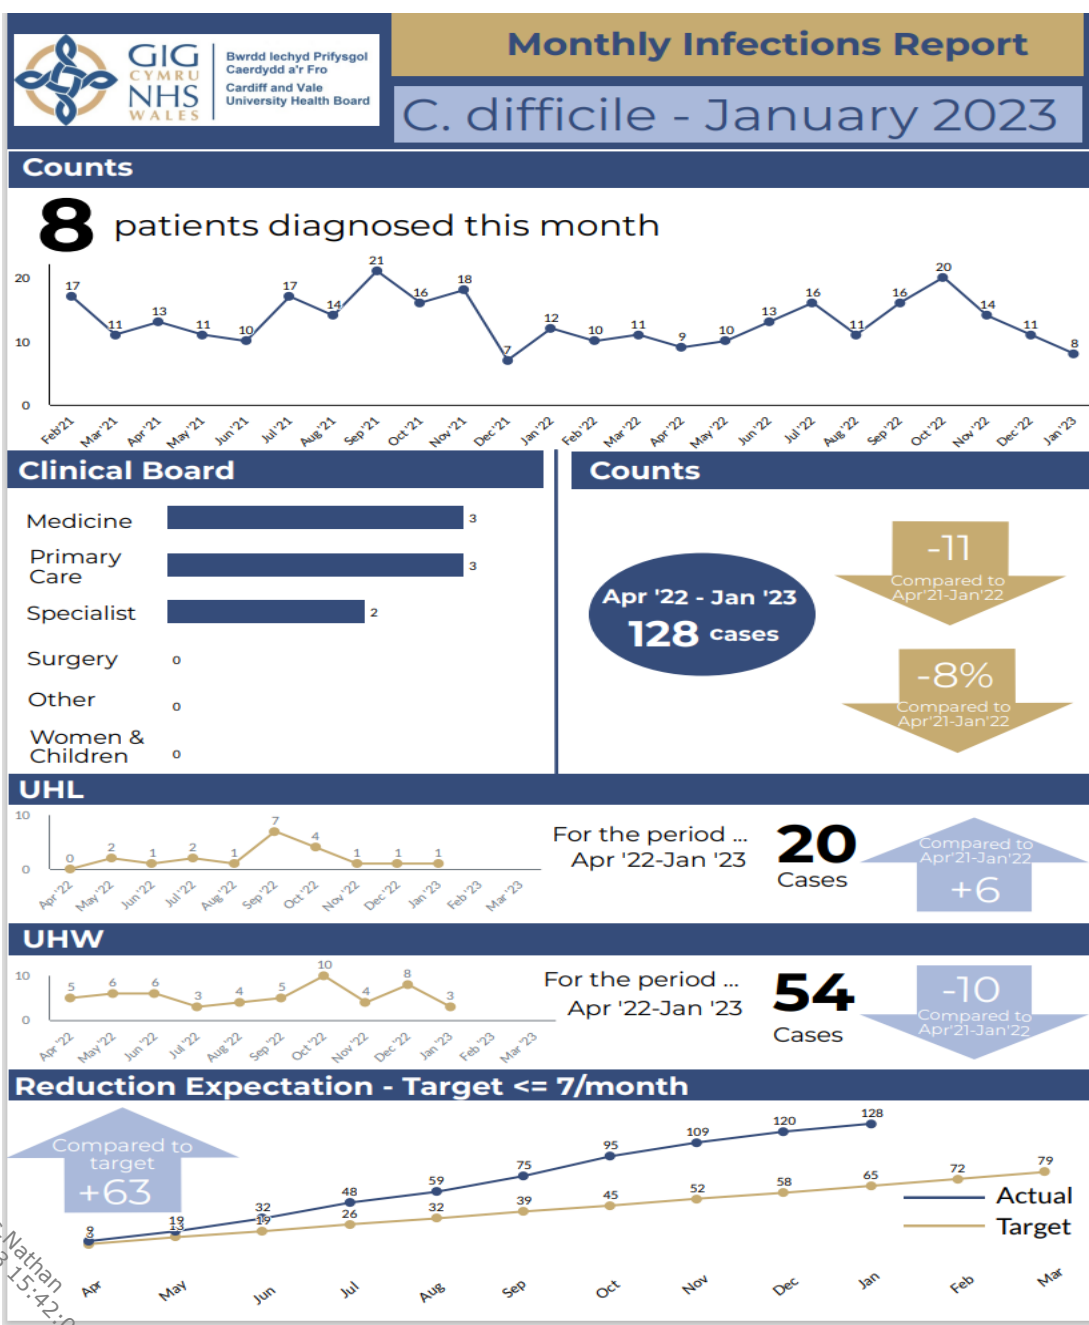 GIG
CYMRU
NHS
WALES
Bwrdd Iechyd Prifysgol
Caerdydd a'r Fro
Cardiff and Vale
University Health Board
Monthly Infections Report
C. difficile - January 2023
Counts
8 patients diagnosed this month
20
10
0
17 11 13 11 10 17 14 21 16 18 7 12 10 11 9 10 13 16 11 16 20 14 11 8
Feb'21 Mar'21 Apr'21 May'21 Jun'21 Jul'21 Aug'21 Sep'21 Oct'21 Nov'21 Dec'21 Jan'22 Feb'22 Mar'22 Apr'22 May'22 Jun'22 Jul'22 Aug'22 Sep'22 Oct'22 Nov'22 Dec'22 Jan'23
Clinical Board
Medicine 3
Primary
Care 3
Specialist 2
Surgery 0
Other 0
Women &
Children 0
Counts
Apr '22 - Jan '23
128 cases
-11
Compared to
Apr'21-Jan'22
-8%
Compared to
Apr'21-Jan'22
UHL
10
0
0 2 1 2 1 7 4 1 1 1
Apr '22 May '22 Jun '22 Jul '22 Aug '22 Sep '22 Oct '22 Nov '22 Dec '22 Jan '23 Feb '23 Mar '23
For the period ...
Apr '22-Jan '23
20
Cases
Compared to
Apr'21-Jan'22
+6
UHW
10
0
5 6 6 3 4 5 10 4 8 3
Apr '22 May '22 Jun '22 Jul '22 Aug '22 Sep '22 Oct '22 Nov '22 Dec '22 Jan '23 Feb '23 Mar '23
For the period ...
Apr '22-Jan '23
54
Cases
-10
Compared to
Apr'21-Jan'22
Reduction Expectation - Target <= 7/month
Compared to
target
+63
9 19 32 48 59 75 95 109 120 128
13 19 26 32 39 45 52 58 65 72 79
Actual
Target
Apr May Jun Jul Aug Sep Oct Nov Dec Jan Feb Mar
Nathan
15:42:0